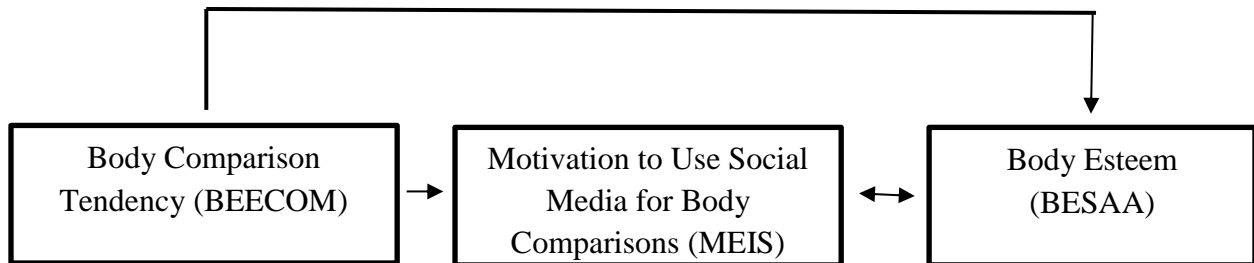 Body Comparison
Tendency (BEECOM)
Motivation to Use Social
Media for Body
Comparisons (MEIS)
Body Esteem
(BESAA)